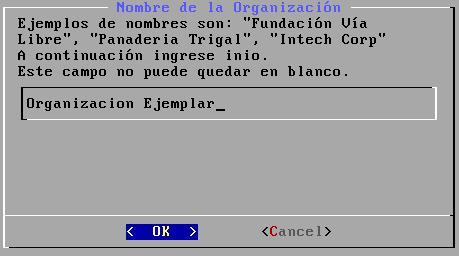 Nombre de la Organización
Ejemplos de nombres son: "Fundación Vía
Libre", "Panaderia Trigal", "Intech Corp"
A continuación ingrese inio.
Este campo no puede quedar en blanco.
Organizacion Ejemplar_
< OK > <Cancel>